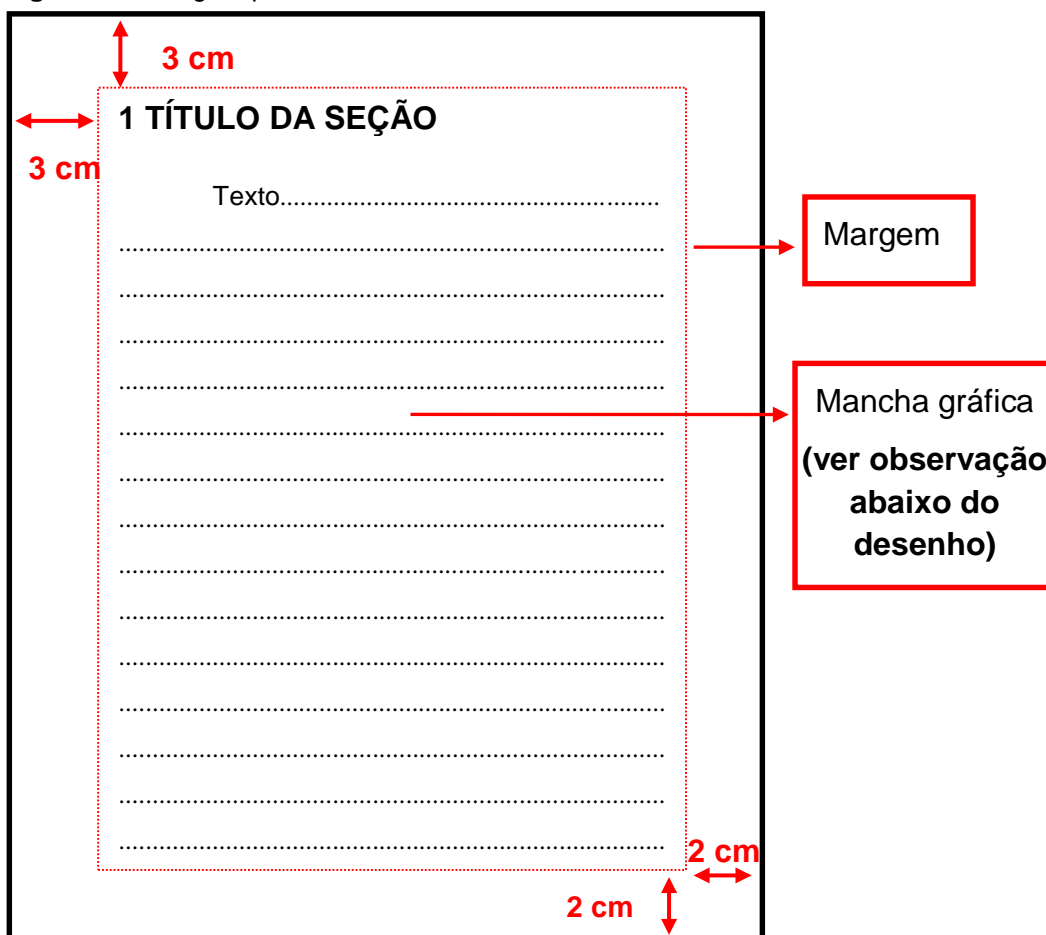 3 cm
1 TÍTULO DA SEÇÃO
3 cm
Texto.........................................................
Margem
..................................................................................
..................................................................................
..................................................................................
..................................................................................
Mancha gráfica
..................................................................................
(ver observação
..................................................................................
abaixo do
..................................................................................
desenho)
..................................................................................
..................................................................................
..................................................................................
..................................................................................
..................................................................................
..................................................................................
..................................................................................
2 cm
2 cm